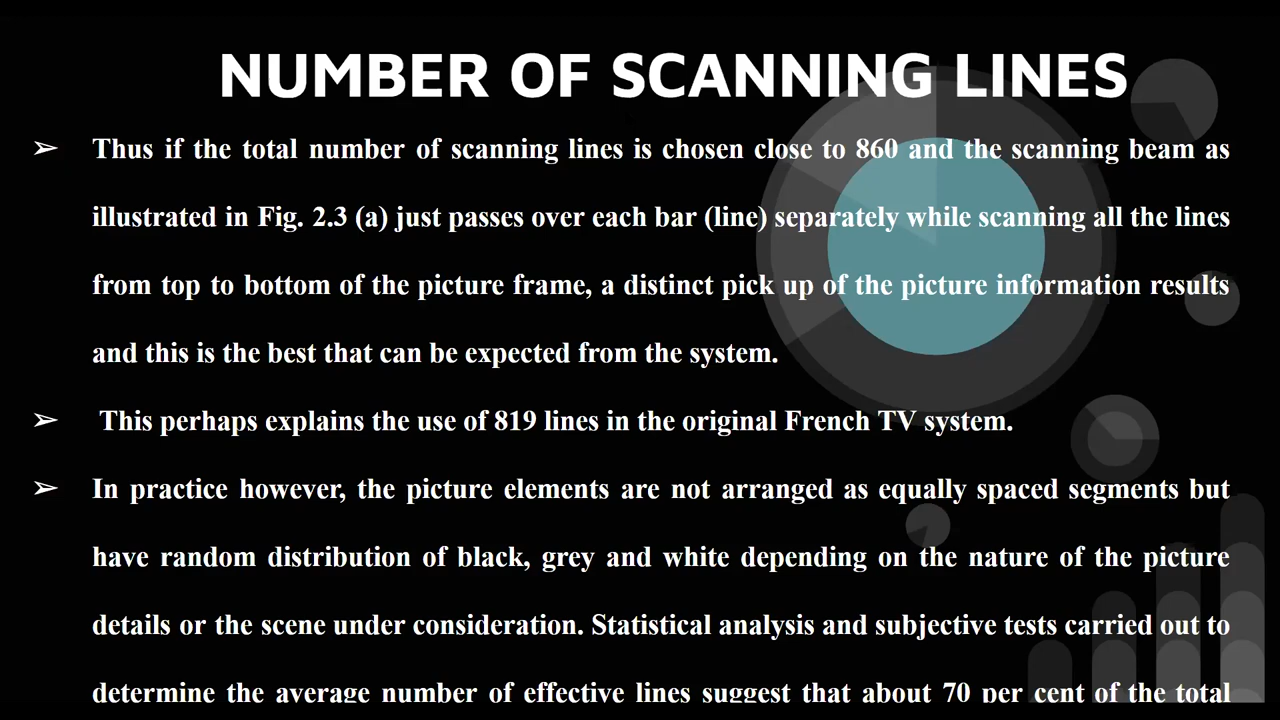 NUMBER OF SCANNING LINES
➢ Thus if the total number of scanning lines is chosen close to 860 and the scanning beam as
illustrated in Fig. 2.3 (a) just passes over each bar (line) separately while scanning all the lines
from top to bottom of the picture frame, a distinct pick up of the picture information results
and this is the best that can be expected from the system.
➢ This perhaps explains the use of 819 lines in the original French TV system.
➢ In practice however, the picture elements are not arranged as equally spaced segments but
have random distribution of black, grey and white depending on the nature of the picture
details or the scene under consideration. Statistical analysis and subjective tests carried out to
determine the average number of effective lines suggest that about 70 per cent of the total